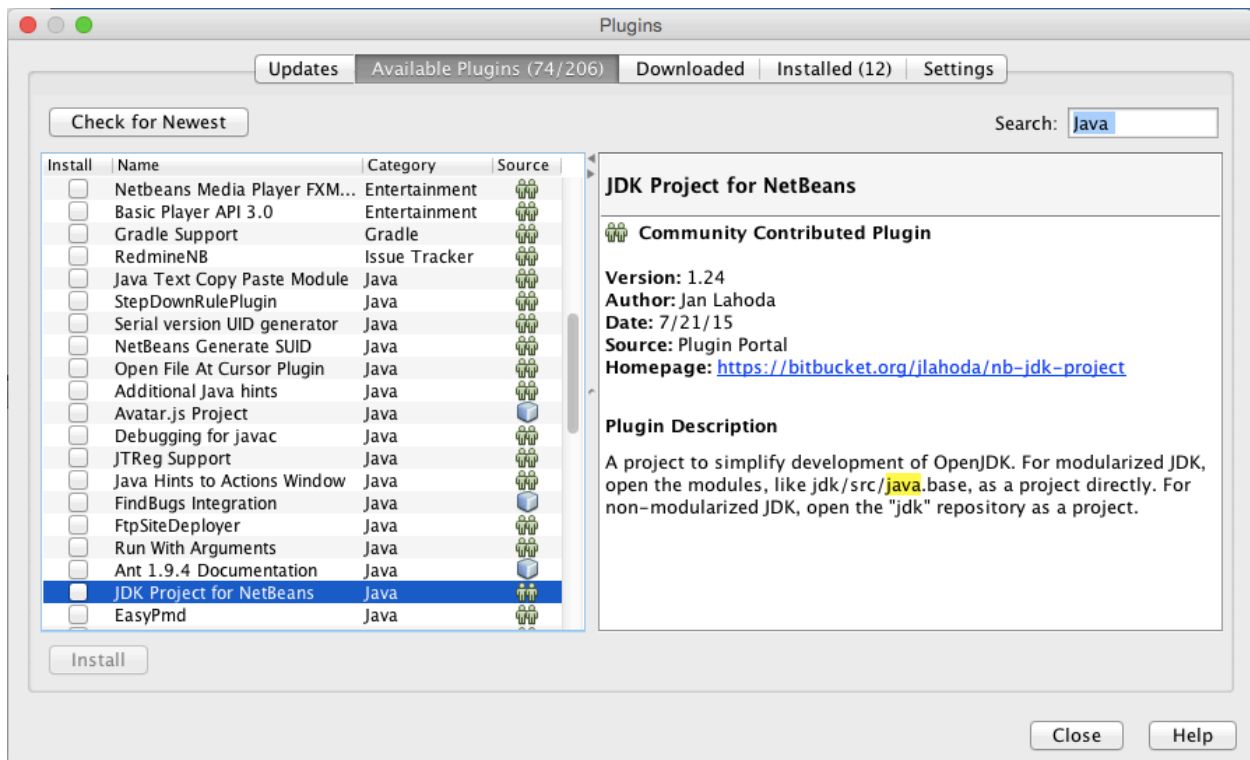 Plugins
Updates Available Plugins (74/206) Downloaded Installed (12) Settings
Check for Newest
Search: Java
Install Name Category Source
Netbeans Media Player FXM... Entertainment
Basic Player API 3.0 Entertainment
Gradle Support Gradle
RedmineNB Issue Tracker
Java Text Copy Paste Module Java
StepDownRulePlugin Java
Serial version UID generator Java
NetBeans Generate SUID Java
Open File At Cursor Plugin Java
Additional Java hints Java
Avatar.js Project Java
Debugging for javac Java
JTReg Support Java
Java Hints to Actions Window Java
FindBugs Integration Java
FtpSiteDeployer Java
Run With Arguments Java
Ant 1.9.4 Documentation Java
JDK Project for NetBeans Java
EasyPmd Java
JDK Project for NetBeans
Community Contributed Plugin
Version: 1.24
Author: Jan Lahoda
Date: 7/21/15
Source: Plugin Portal
Homepage: https://bitbucket.org/jlahoda/nb-jdk-project
Plugin Description
A project to simplify development of OpenJDK. For modularized JDK,
open the modules, like jdk/src/java.base, as a project directly. For
non-modularized JDK, open the "jdk" repository as a project.
Install
Close Help